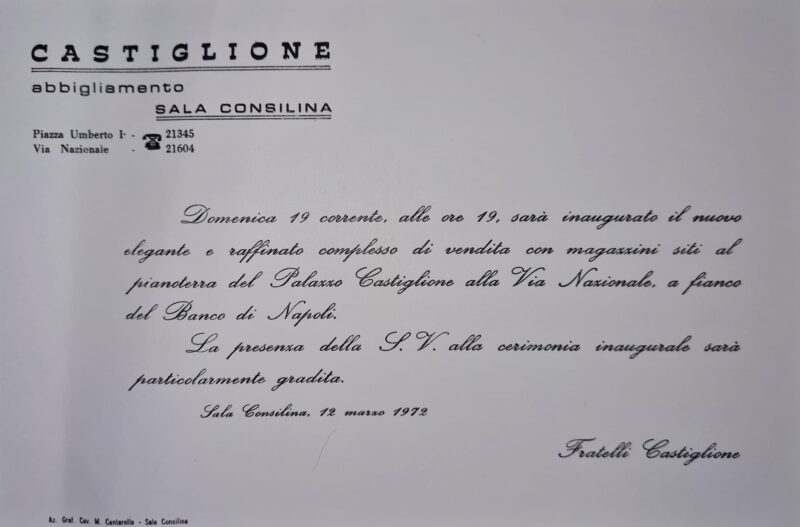 CASTIGLIONE
abbigliamento
SALA CONSILINA
Piazza Umberto I· - ☎ 21345
Via Nazionale - 21604
Domenica 19 corrente, alle ore 19, sarà inaugurato il nuovo
elegante e raffinato complesso di vendita con magazzini siti al
pianoterra del Palazzo Castiglione alla Via Nazionale, a fianco
del Banco di Napoli.
La presenza della S. V. alla cerimonia inaugurale sarà
particolarmente gradita.
Sala Consilina, 12 marzo 1972
Fratelli Castiglione
Az. Graf. Cav. M. Cantarella - Sala Consilina